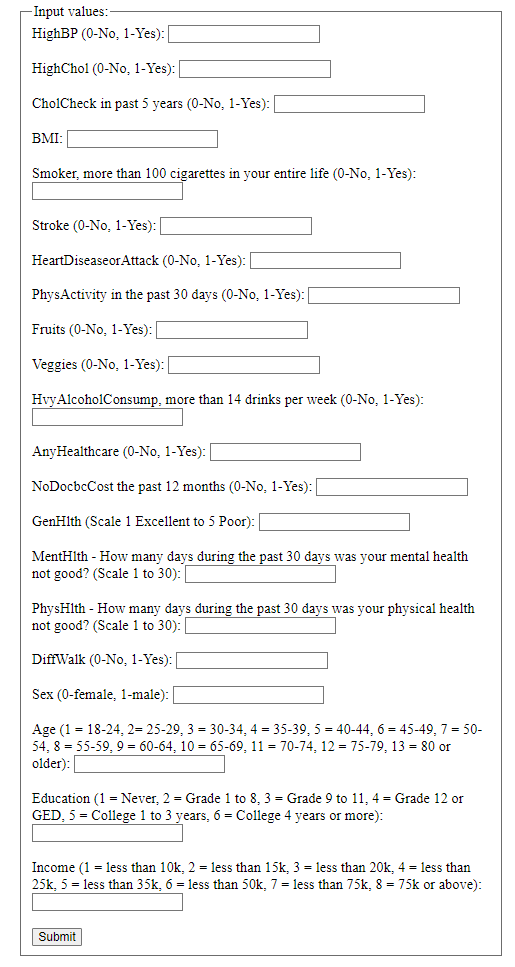 Input values:
HighBP (0-No, 1-Yes):
HighChol (0-No, 1-Yes):
CholCheck in past 5 years (0-No, 1-Yes):
BMI:
Smoker, more than 100 cigarettes in your entire life (0-No, 1-Yes):
Stroke (0-No, 1-Yes):
HeartDiseaseorAttack (0-No, 1-Yes):
PhysActivity in the past 30 days (0-No, 1-Yes):
Fruits (0-No, 1-Yes):
Veggies (0-No, 1-Yes):
HvyAlcoholConsump, more than 14 drinks per week (0-No, 1-Yes):
AnyHealthcare (0-No, 1-Yes):
NoDocbcCost the past 12 months (0-No, 1-Yes):
GenHlth (Scale 1 Excellent to 5 Poor):
MentHlth - How many days during the past 30 days was your mental health
not good? (Scale 1 to 30):
PhysHlth - How many days during the past 30 days was your physical health
not good? (Scale 1 to 30):
DiffWalk (0-No, 1-Yes):
Sex (0-female, 1-male):
Age (1 = 18-24, 2= 25-29, 3 = 30-34, 4 = 35-39, 5 = 40-44, 6 = 45-49, 7 = 50-
54, 8 = 55-59, 9 = 60-64, 10 = 65-69, 11 = 70-74, 12 = 75-79, 13 = 80 or
older):
Education (1 = Never, 2 = Grade 1 to 8, 3 = Grade 9 to 11, 4 = Grade 12 or
GED, 5 = College 1 to 3 years, 6 = College 4 years or more):
Income (1 = less than 10k, 2 = less than 15k, 3 = less than 20k, 4 = less than
25k, 5 = less than 35k, 6 = less than 50k, 7 = less than 75k, 8 = 75k or above):
Submit